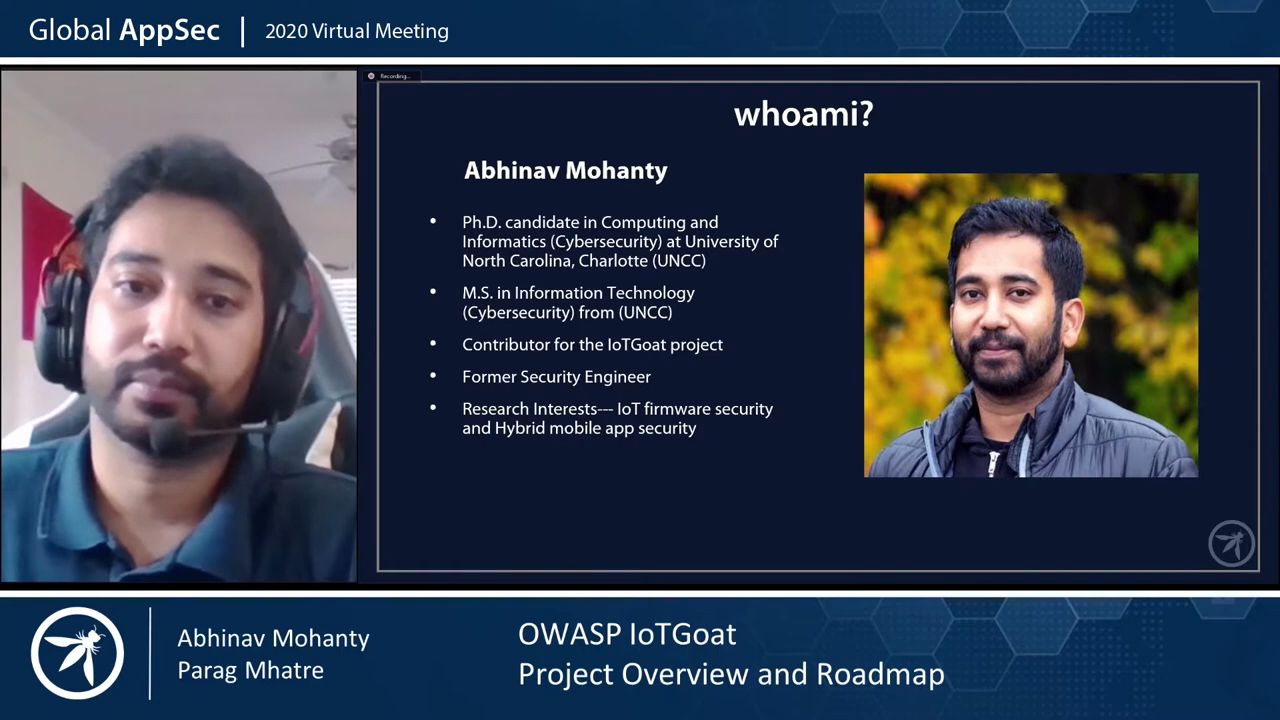 Global AppSec | 2020 Virtual Meeting
Recording...
whoami?
Abhinav Mohanty
• Ph.D. candidate in Computing and
Informatics (Cybersecurity) at University of
North Carolina, Charlotte (UNCC)
• M.S. in Information Technology
(Cybersecurity) from (UNCC)
• Contributor for the IoTGoat project
• Former Security Engineer
• Research Interests--- IoT firmware security
and Hybrid mobile app security
Abhinav Mohanty
Parag Mhatre
OWASP IoTGoat
Project Overview and Roadmap